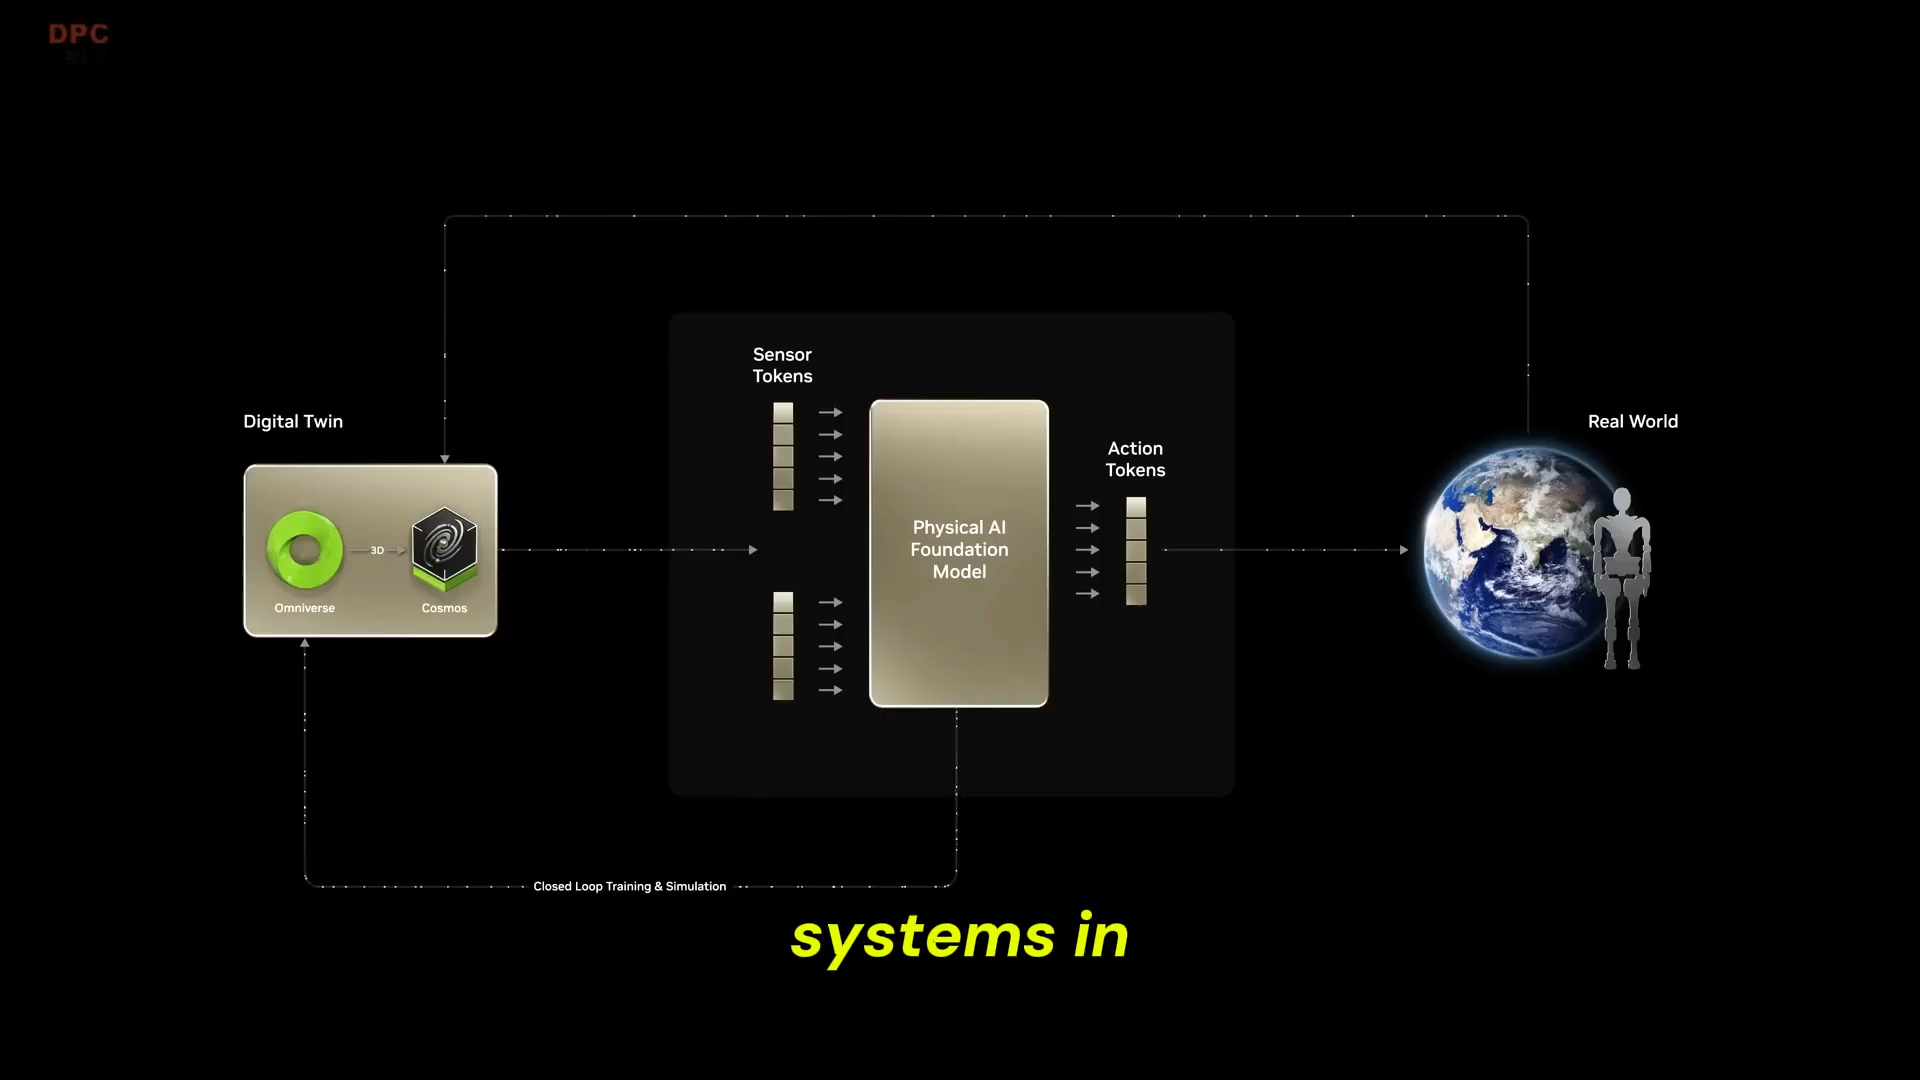 DPC
Sensor
Tokens
Digital Twin
Action
Tokens
Real World
Physical AI
Foundation
Model
3D
Omniverse
Cosmos
Closed Loop Training & Simulation
systems in